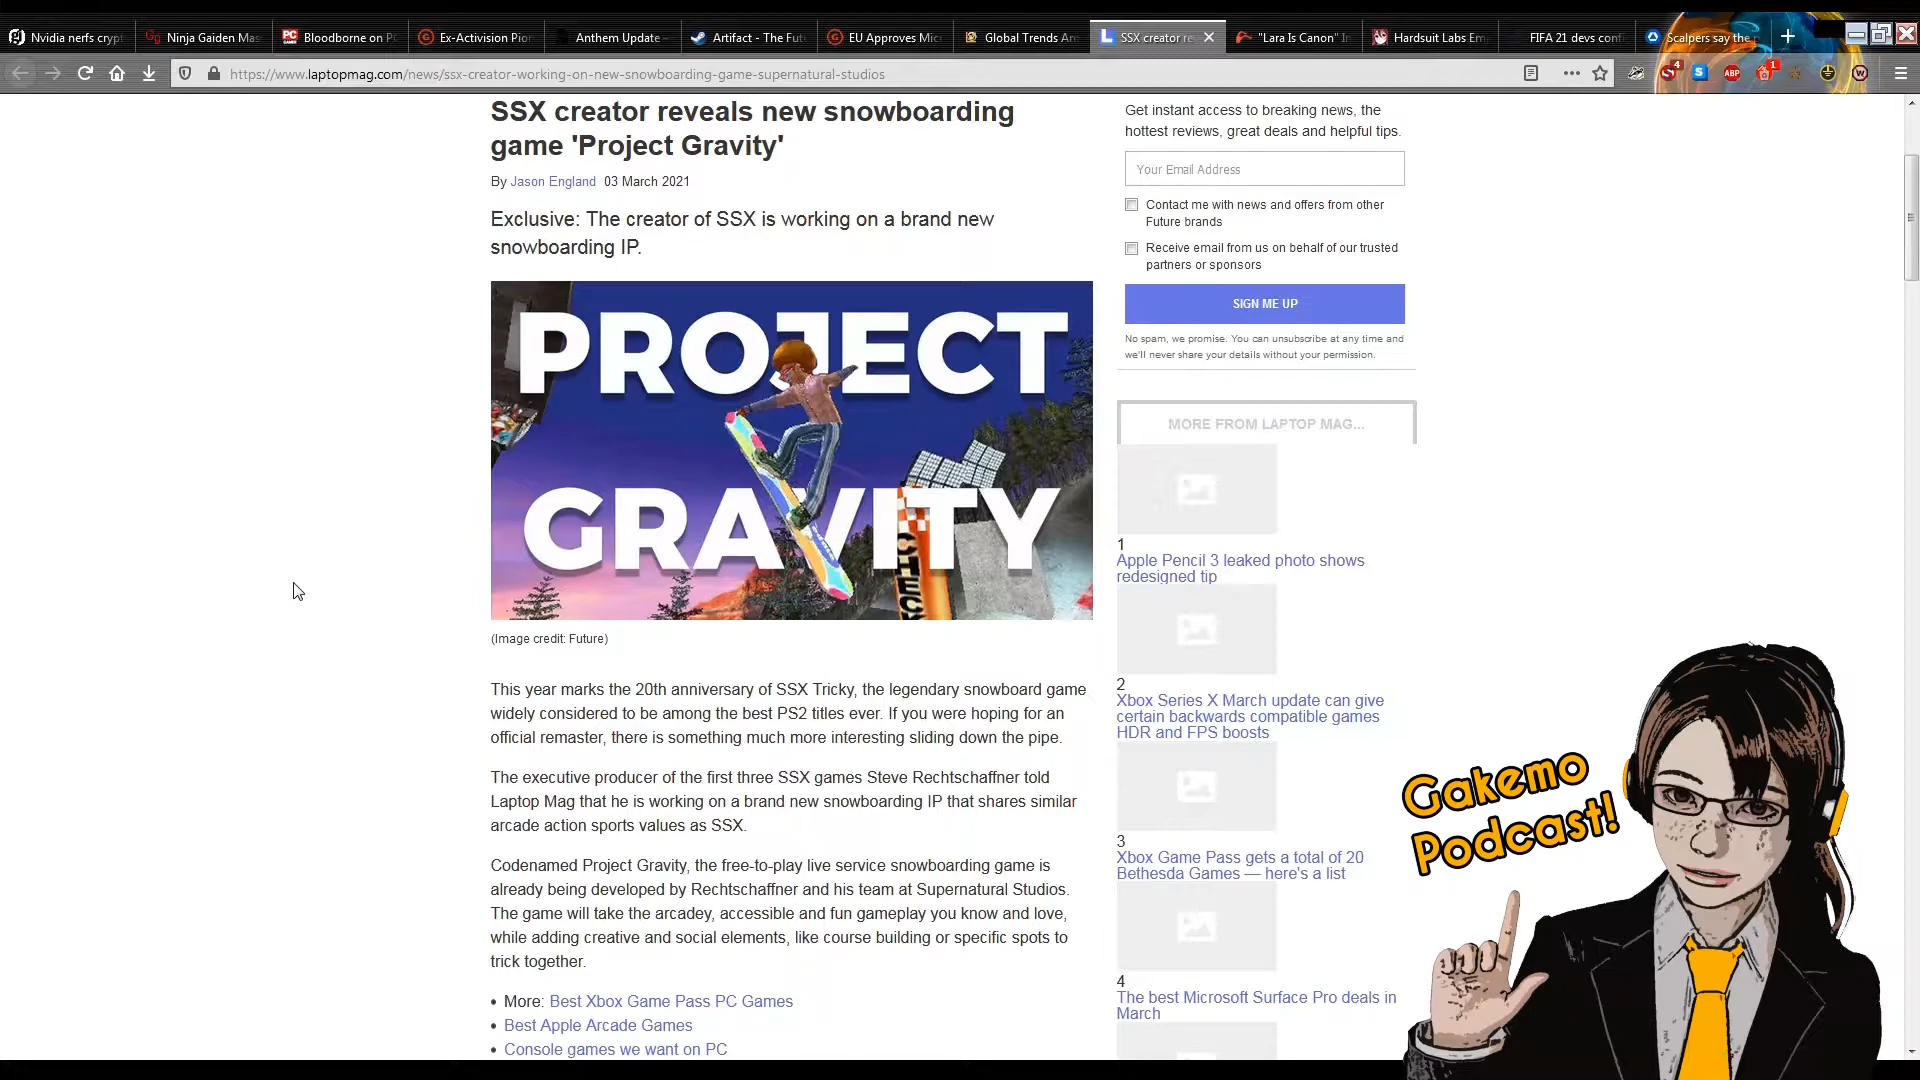 Nvidia nerfs crypt
Ninja Gaiden Mas
Bloodborne on P
Ex-Activision Pion
Anthem Update –
Artifact - The Futu
EU Approves Micr
Global Trends An
SSX creator re
"Lara Is Canon" In
Hardsuit Labs Em
FIFA 21 devs conf
Scalpers say the p
https://www.laptopmag.com/news/ssx-creator-working-on-new-snowboarding-game-supernatural-studios
SSX creator reveals new snowboarding
game 'Project Gravity'
By Jason England 03 March 2021
Exclusive: The creator of SSX is working on a brand new
snowboarding IP.
PROJECT
GRAVITY
CHEC
(Image credit: Future)
This year marks the 20th anniversary of SSX Tricky, the legendary snowboard game
widely considered to be among the best PS2 titles ever. If you were hoping for an
official remaster, there is something much more interesting sliding down the pipe.
The executive producer of the first three SSX games Steve Rechtschaffner told
Laptop Mag that he is working on a brand new snowboarding IP that shares similar
arcade action sports values as SSX.
Codenamed Project Gravity, the free-to-play live service snowboarding game is
already being developed by Rechtschaffner and his team at Supernatural Studios.
The game will take the arcadey, accessible and fun gameplay you know and love,
while adding creative and social elements, like course building or specific spots to
trick together.
• More: Best Xbox Game Pass PC Games
• Best Apple Arcade Games
• Console games we want on PC
Get instant access to breaking news, the
hottest reviews, great deals and helpful tips.
Your Email Address
Contact me with news and offers from other
Future brands
Receive email from us on behalf of our trusted
partners or sponsors
SIGN ME UP
No spam, we promise. You can unsubscribe at any time and
we'll never share your details without your permission.
MORE FROM LAPTOP MAG...
1
Apple Pencil 3 leaked photo shows
redesigned tip
2
Xbox Series X March update can give
certain backwards compatible games
HDR and FPS boosts
3
Xbox Game Pass gets a total of 20
Bethesda Games — here's a list
4
The best Microsoft Surface Pro deals in
March
Gakemo
Podcast!